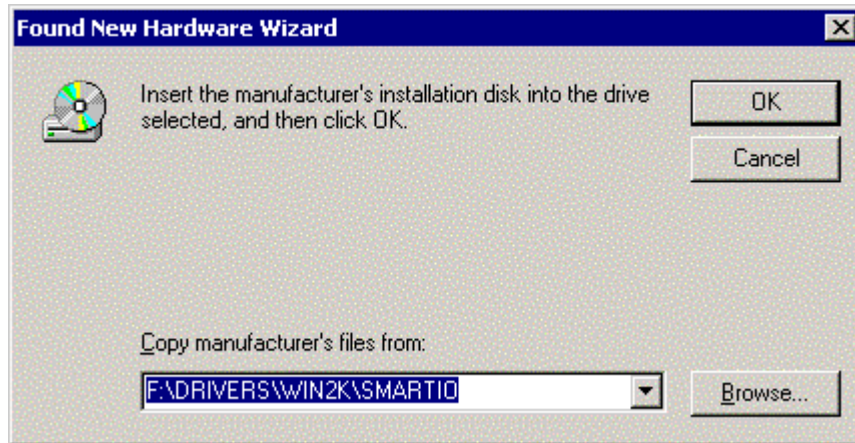 Found New Hardware Wizard
Insert the manufacturer's installation disk into the drive
selected, and then click OK.
OK
Cancel
Copy manufacturer's files from:
F:\DRIVERS\WIN2K\SMARTIO
Browse...